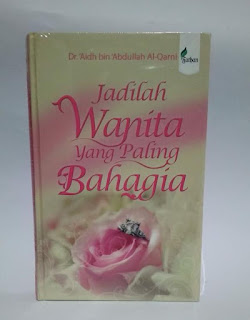 Dr. 'Aidh bin 'Abdullah Al-Qarni
Jadilah
Wanita
Yang Paling
Bahagia